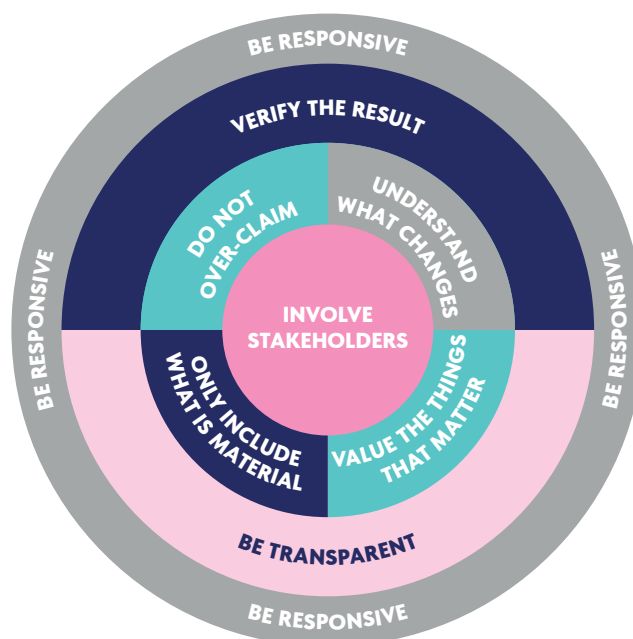 BE RESPONSIVE
VERIFY THE RESULT
DO NOT
OVER-CLAIM
UNDERSTAND
WHAT CHANGES
BE RESPONSIVE
INVOLVE
STAKEHOLDERS
BE RESPONSIVE
ONLY INCLUDE
WHAT IS MATERIAL
VALUE THE THINGS
THAT MATTER
BE TRANSPARENT
BE RESPONSIVE